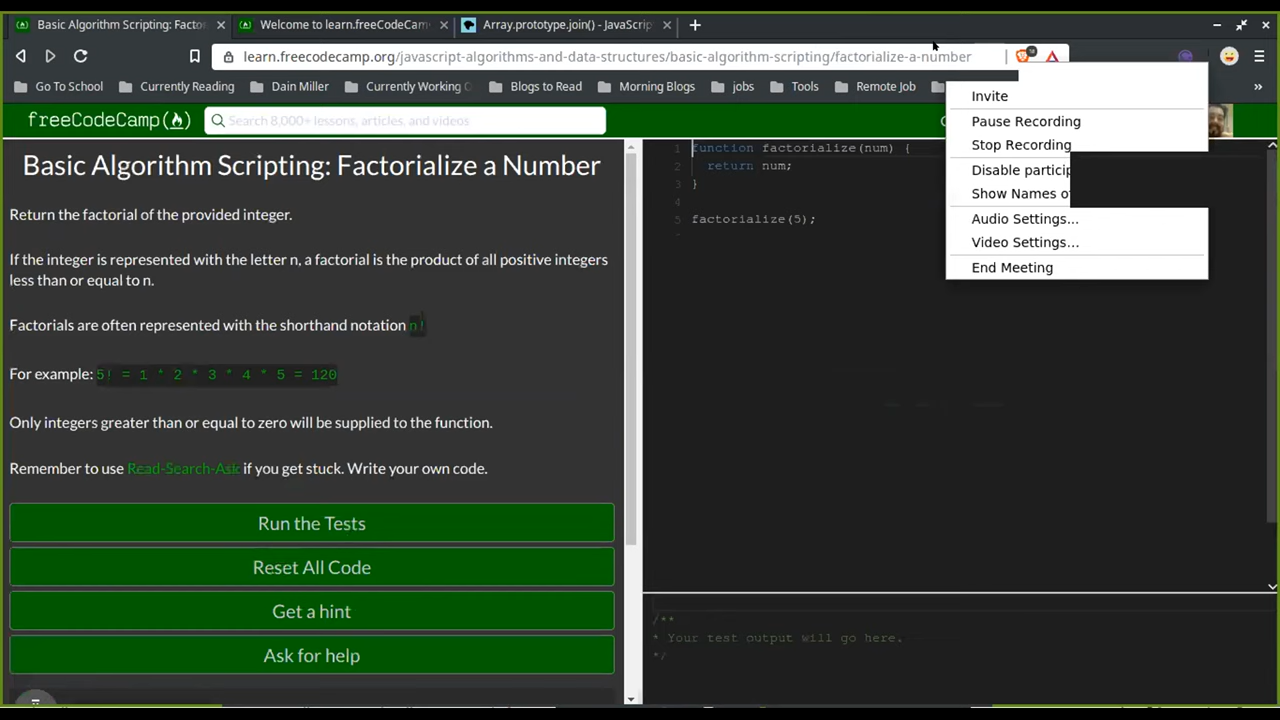 Basic Algorithm Scripting: Factor
Welcome to learn.freeCodeCam
Array.prototype.join() - JavaScrip
learn.freecodecamp.org/javascript-algorithms-and-data-structures/basic-algorithm-scripting/factorialize-a-number
Go To School
Currently Reading
Dain Miller
Currently Working
Blogs to Read
Morning Blogs
jobs
Tools
Remote Job
»
freeCodeCamp
Search 8,000+ lessons, articles, and videos
Invite
Pause Recording
Stop Recording
Disable particip
Show Names o
Audio Settings...
Video Settings...
End Meeting
Basic Algorithm Scripting: Factorialize a Number
Return the factorial of the provided integer.
If the integer is represented with the letter n, a factorial is the product of all positive integers
less than or equal to n.
Factorials are often represented with the shorthand notation n!
For example: 5! = 1 * 2 * 3 * 4 * 5 = 120
Only integers greater than or equal to zero will be supplied to the function.
Remember to use Read-Search-Ask if you get stuck. Write your own code.
Run the Tests
Reset All Code
Get a hint
Ask for help
1 function factorialize(num) {
2 return num;
3 }
4
5 factorialize(5);
/**
* Your test output will go here.
*/